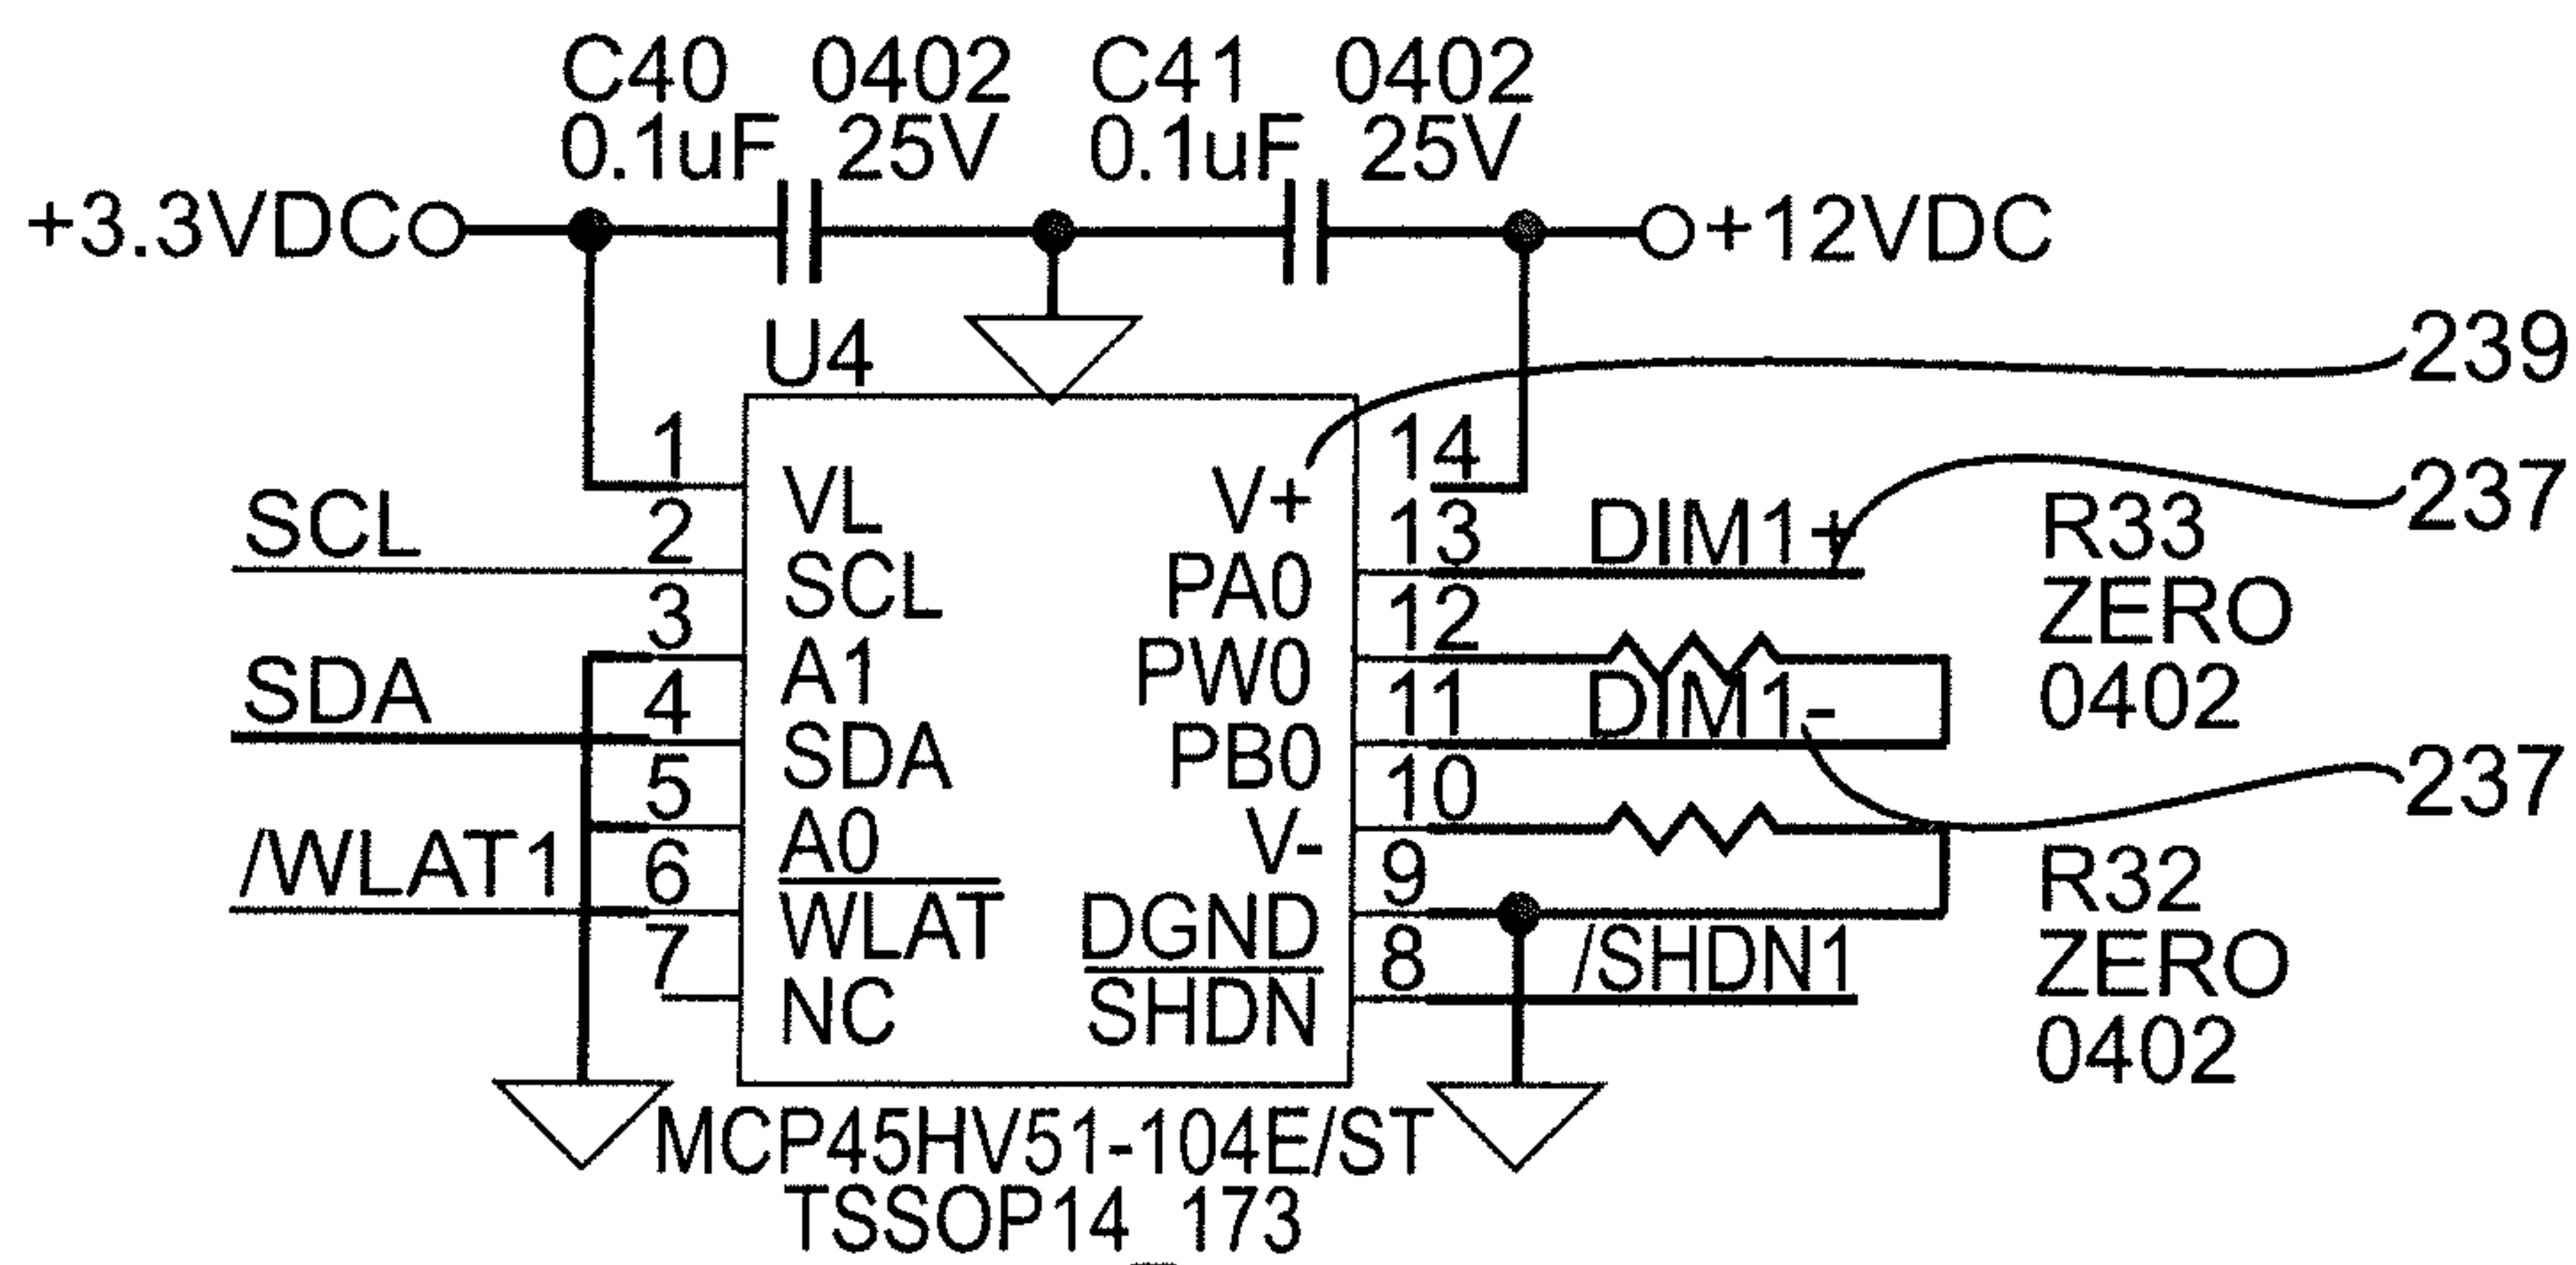 C40 0402 C41 0402
0.1uF 25V 0.1uF 25V
+3.3VDC +12VDC
239
U4
1 14
VL V+
237
SCL 2 13 DIM1+ R33
SCL PA0 ZERO
3 12
A1 PW0 0402
SDA 4 11 DIM1-
SDA PB0
237
5 10
A0 V-
/WLAT1 6 9 R32
WLAT DGND ZERO
7 8 /SHDN1
NC SHDN 0402
MCP45HV51-104E/ST
TSSOP14_173